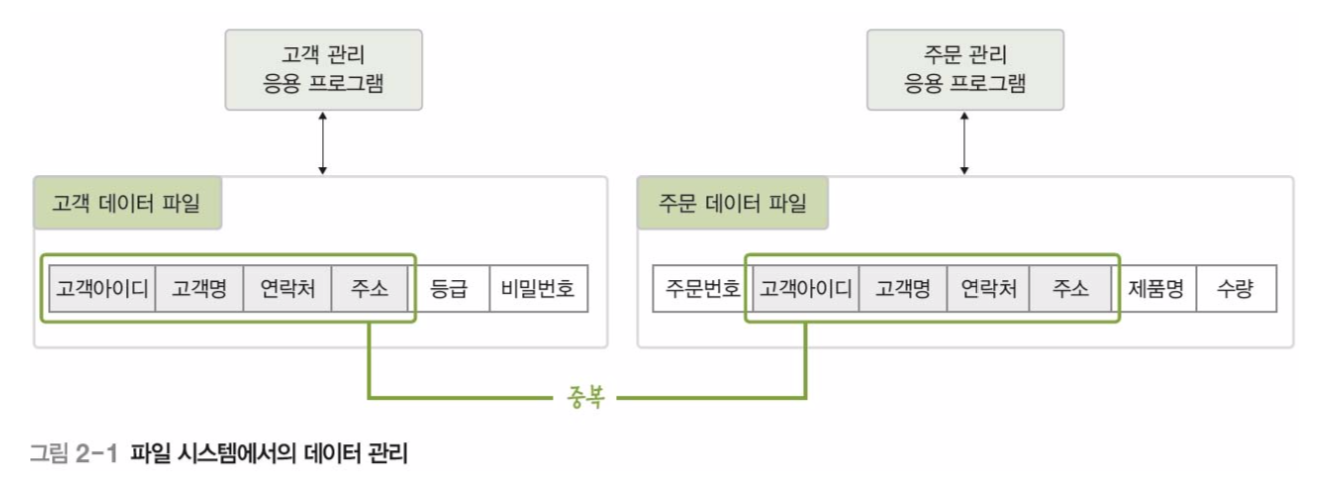 고객 관리
응용 프로그램
주문 관리
응용 프로그램
고객 데이터 파일
주문 데이터 파일
고객아이디 고객명 연락처 주소 등급 비밀번호
주문번호 고객아이디 고객명 연락처 주소 제품명 수량
중복
그림 2-1 파일 시스템에서의 데이터 관리